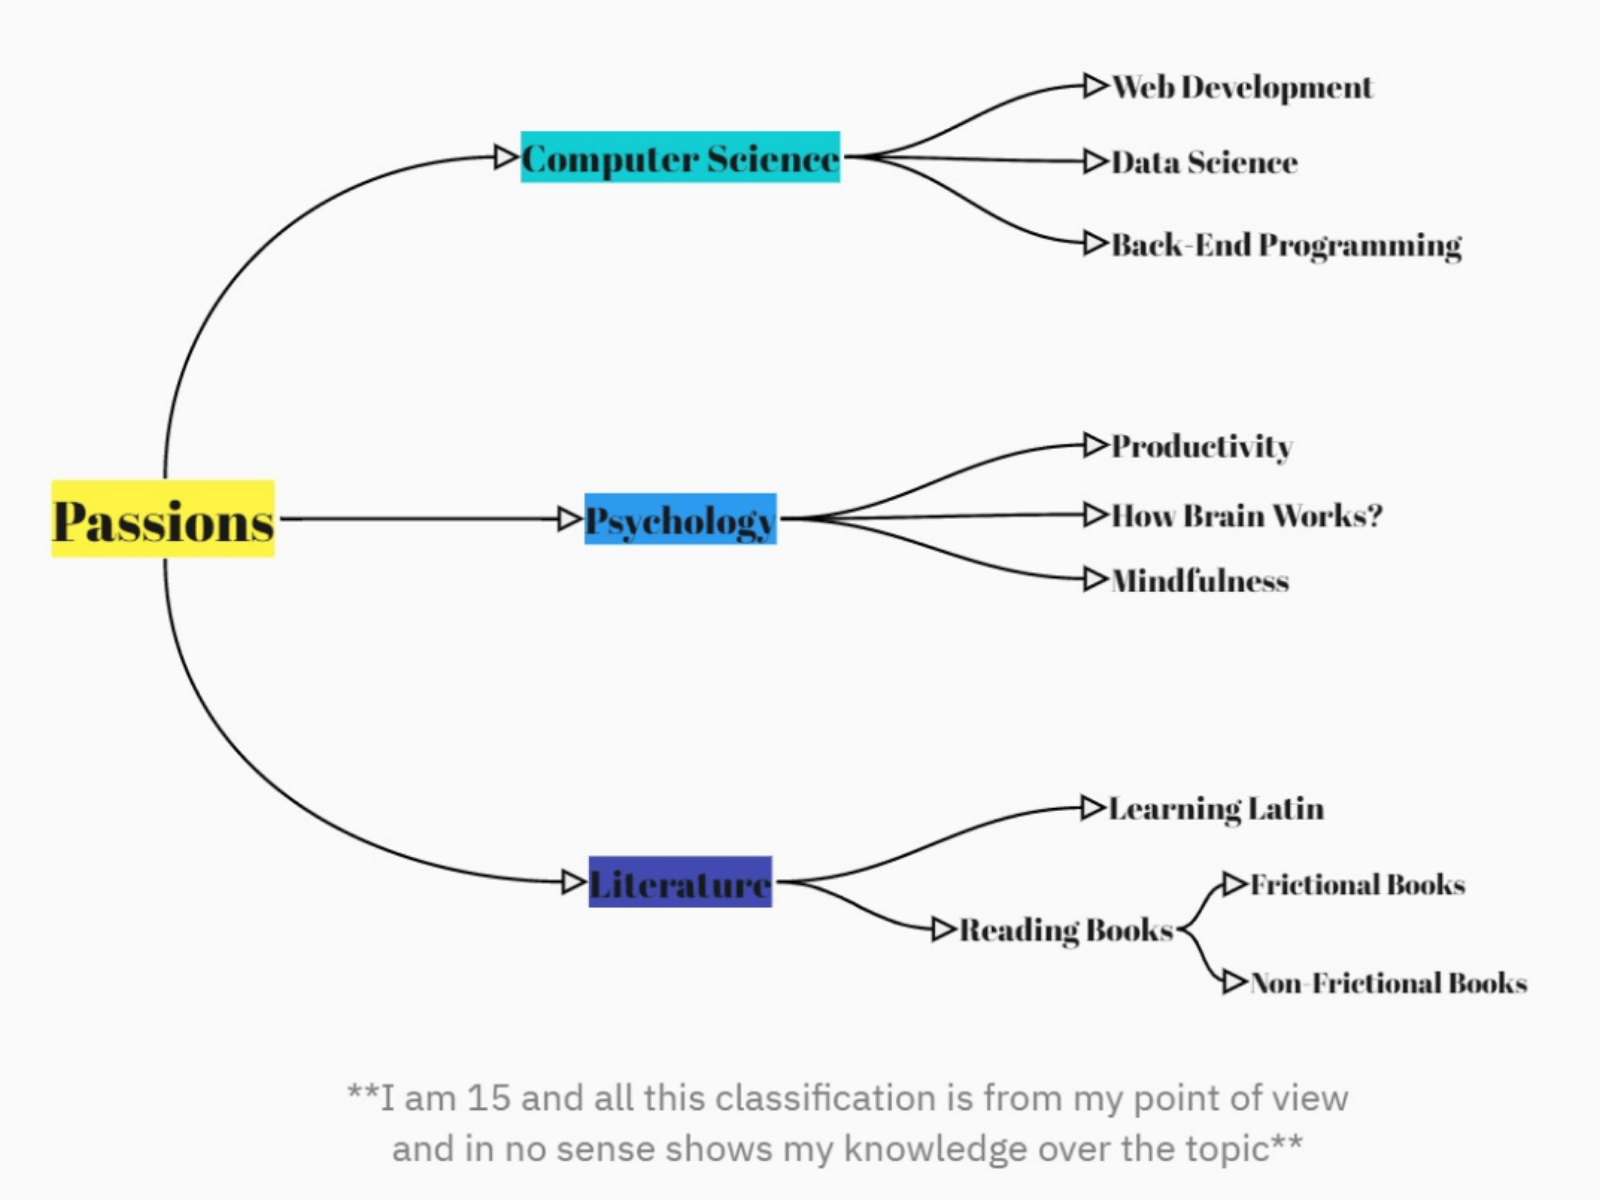 Web Development
Computer Science
Data Science
Back-End Programming
Productivity
Passions
Psychology
How Brain Works?
Mindfulness
Learning Latin
Literature
Frictional Books
Reading Books
Non-Frictional Books
**I am 15 and all this classification is from my point of view
and in no sense shows my knowledge over the topic**